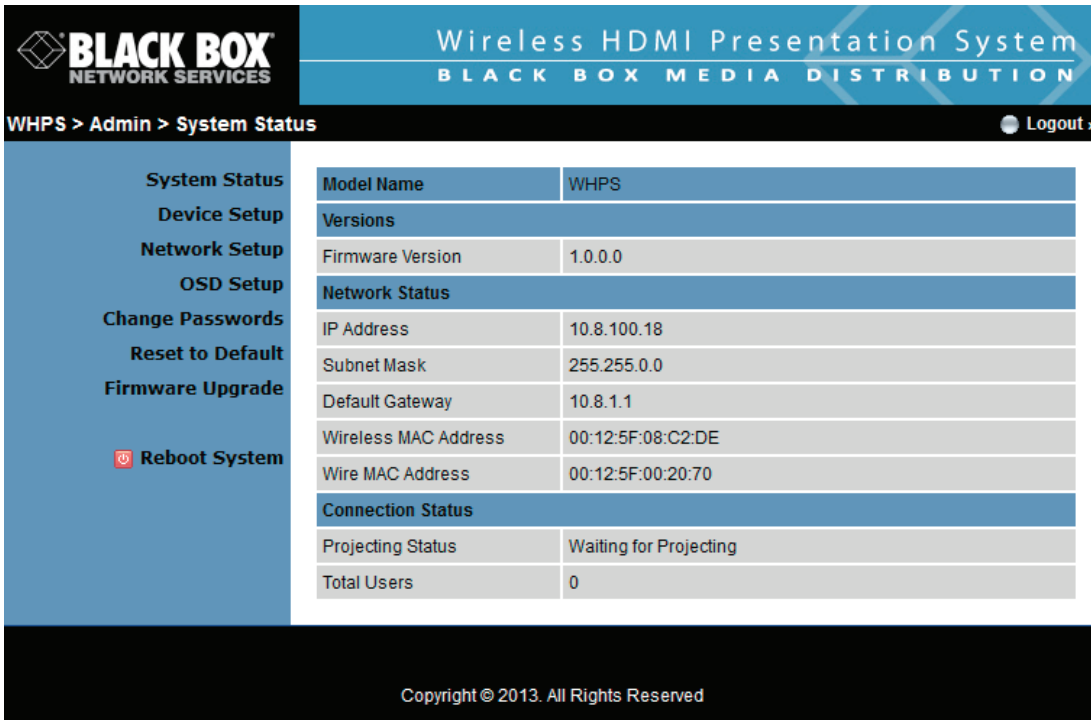 BLACK BOX
NETWORK SERVICES
Wireless HDMI Presentation System
BLACK BOX MEDIA DISTRIBUTION
WHPS > Admin > System Status
Logout ›
System Status
Device Setup
Network Setup
OSD Setup
Change Passwords
Reset to Default
Firmware Upgrade
Reboot System
Model Name WHPS
Versions
Firmware Version 1.0.0.0
Network Status
IP Address 10.8.100.18
Subnet Mask 255.255.0.0
Default Gateway 10.8.1.1
Wireless MAC Address 00:12:5F:08:C2:DE
Wire MAC Address 00:12:5F:00:20:70
Connection Status
Projecting Status Waiting for Projecting
Total Users 0
Copyright © 2013. All Rights Reserved